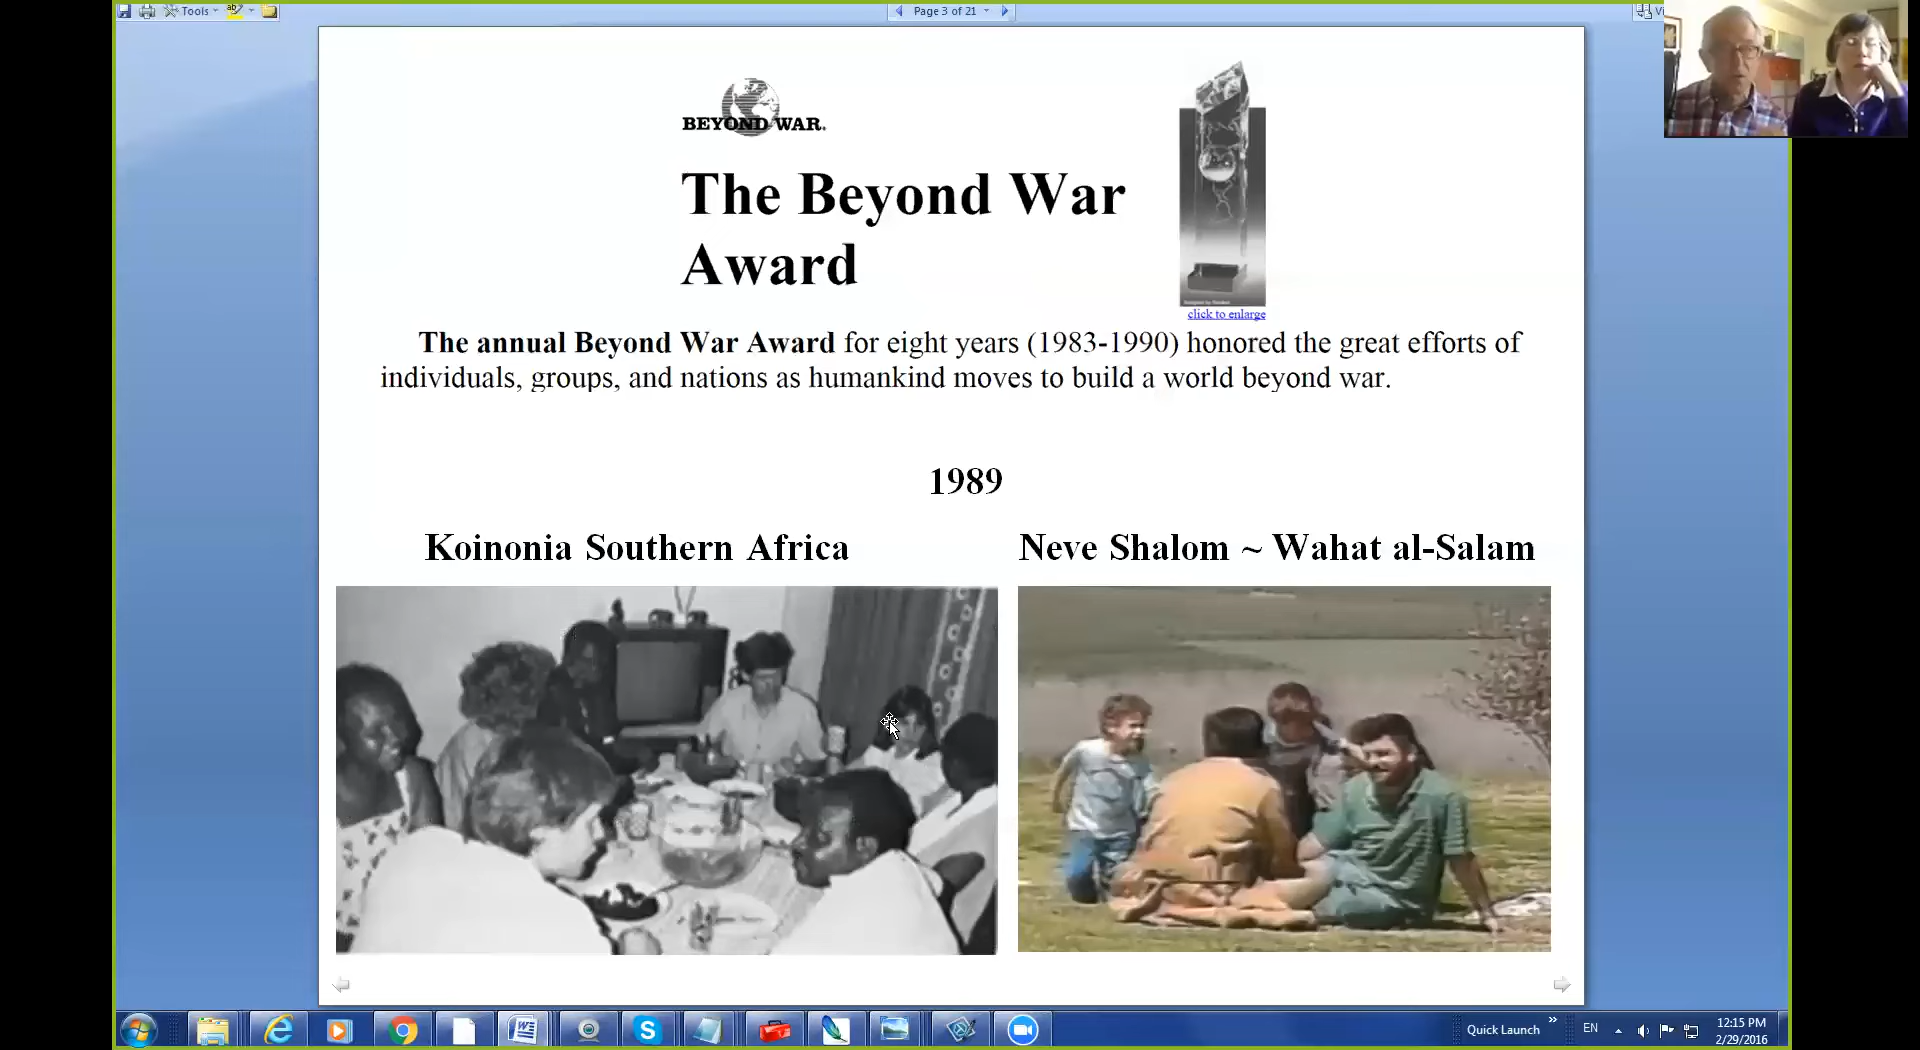 Tools
Page 3 of 21
BEYOND WAR.
The Beyond War
Award
click to enlarge
The annual Beyond War Award for eight years (1983-1990) honored the great efforts of
individuals, groups, and nations as humankind moves to build a world beyond war.
1989
Koinonia Southern Africa
Neve Shalom ~ Wahat al-Salam
Quick Launch
EN
12:15 PM
2/29/2016